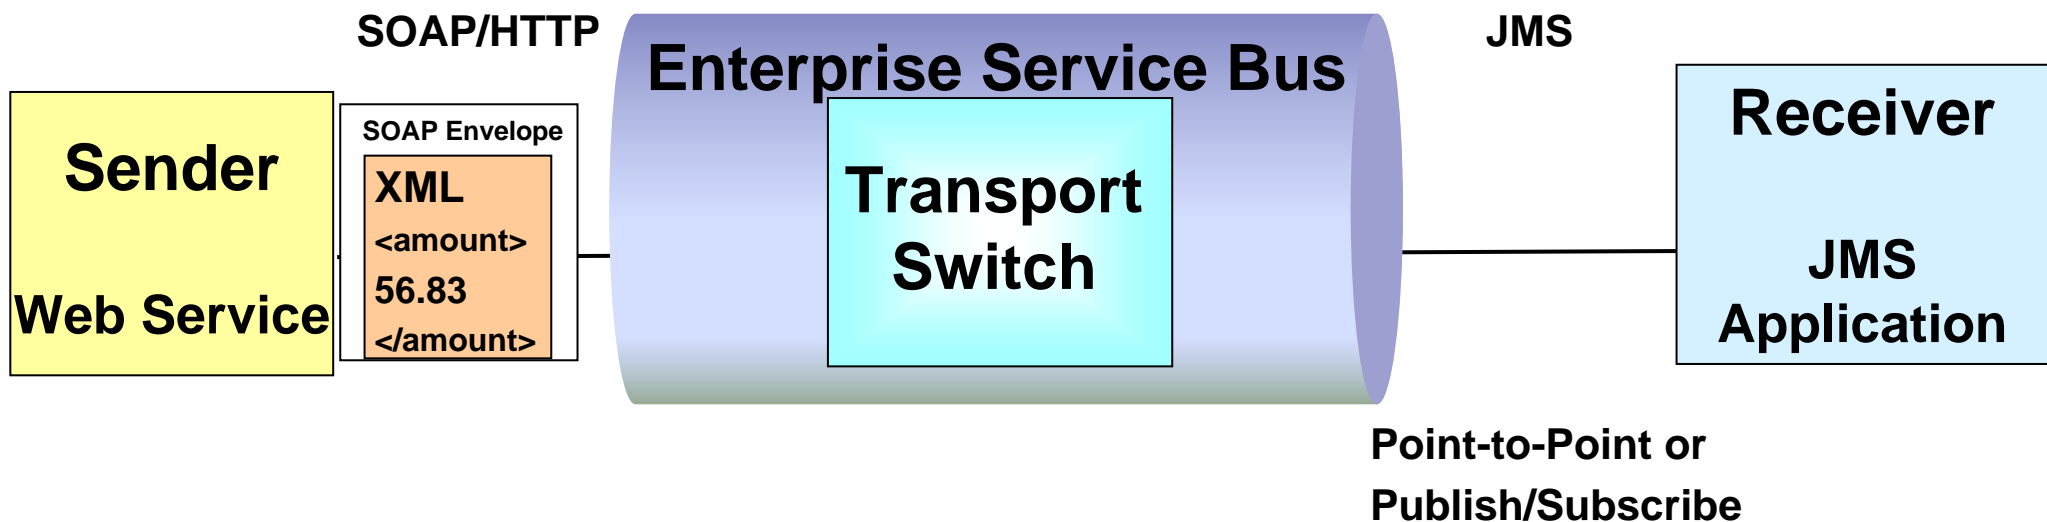 SOAP/HTTP
JMS
Enterprise Service Bus
Sender
Web Service
SOAP Envelope
XML
<amount>
56.83
</amount>
Transport
Switch
Receiver
JMS
Application
Point-to-Point or
Publish/Subscribe